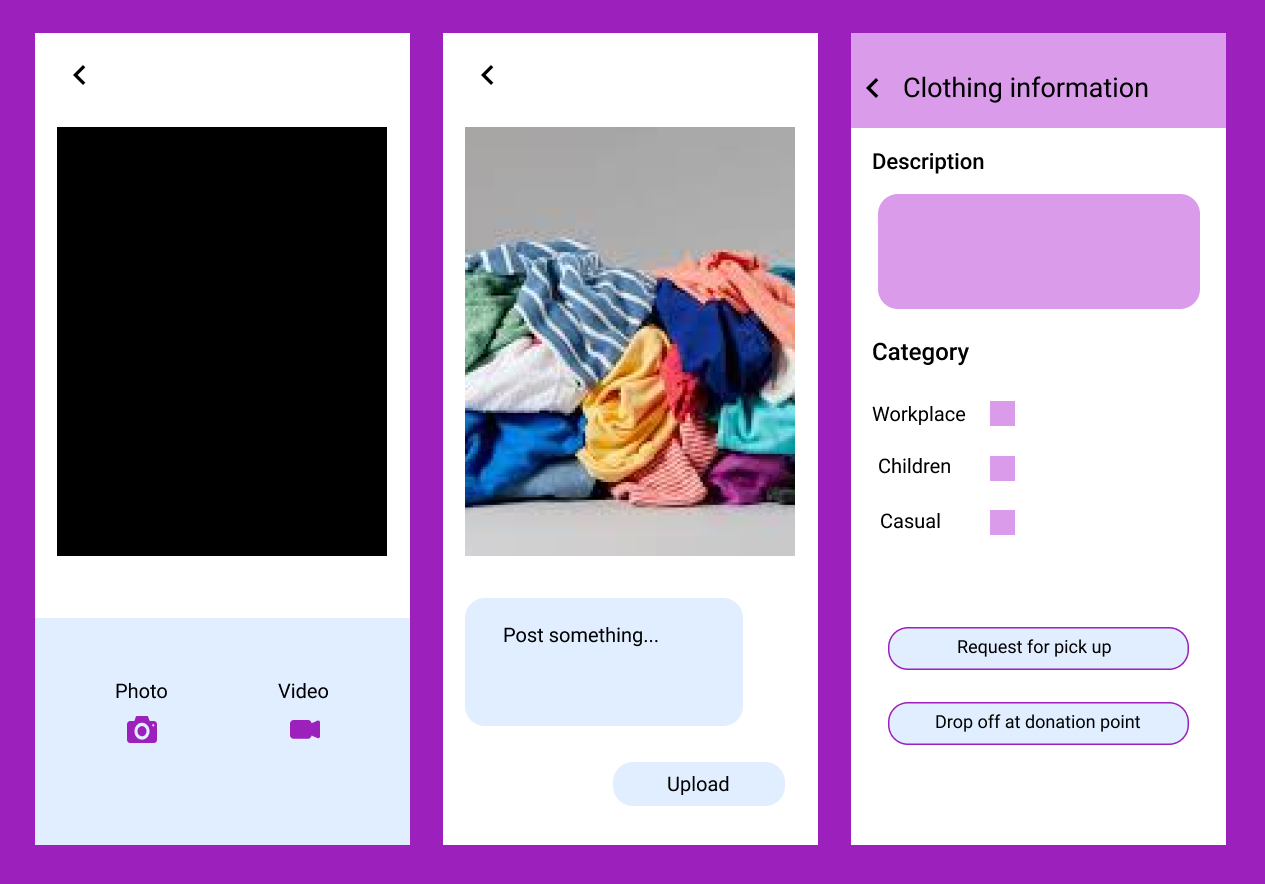 Photo
Video
Post something...
Upload
Clothing information
Description
Category
Workplace
Children
Casual
Request for pick up
Drop off at donation point